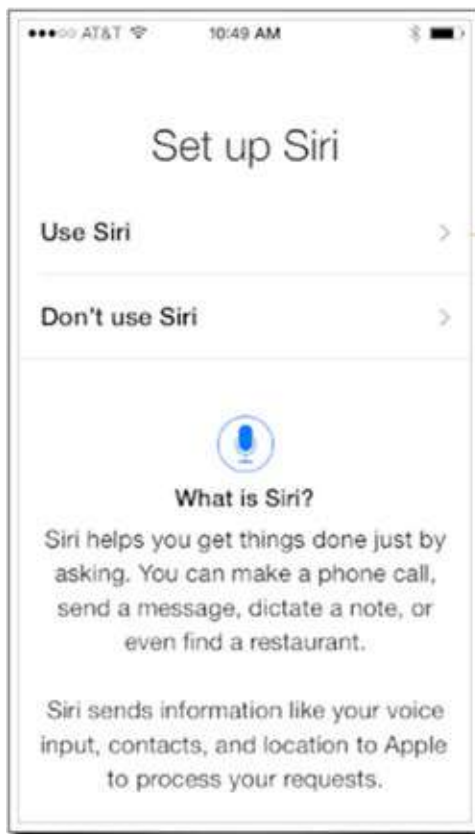 AT&T 10:49 AM
Set up Siri
Use Siri
Don't use Siri
What is Siri?
Siri helps you get things done just by
asking. You can make a phone call,
send a message, dictate a note, or
even find a restaurant.
Siri sends information like your voice
input, contacts, and location to Apple
to process your requests.